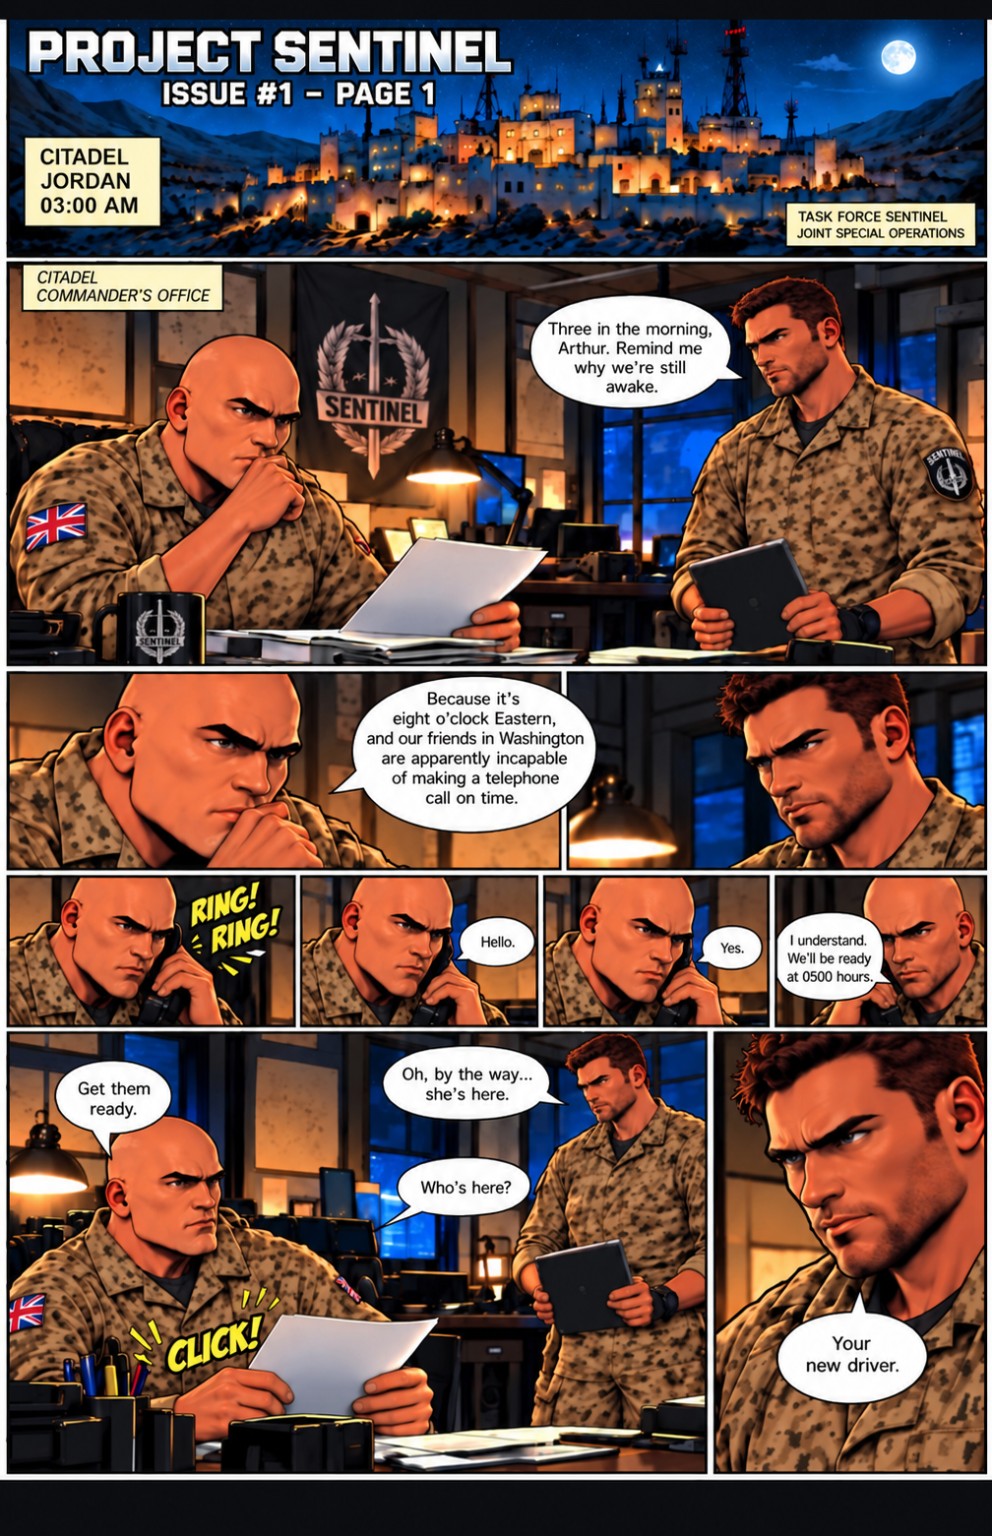 PROJECT SENTINEL
ISSUE #1 – PAGE 1
CITADEL
JORDAN
03:00 AM
TASK FORCE SENTINEL
JOINT SPECIAL OPERATIONS
CITADEL
COMMANDER'S OFFICE
SENTINEL
Three in the morning,
Arthur. Remind me
why we're still
awake.
SENTINEL
SENTINEL
Because it's
eight o'clock Eastern,
and our friends in Washington
are apparently incapable
of making a telephone
call on time.
RING!
RING!
Hello.
Yes.
I understand.
We'll be ready
at 0500 hours.
Get them
ready.
Oh, by the way...
she's here.
Who's here?
CLICK!
Your
new driver.